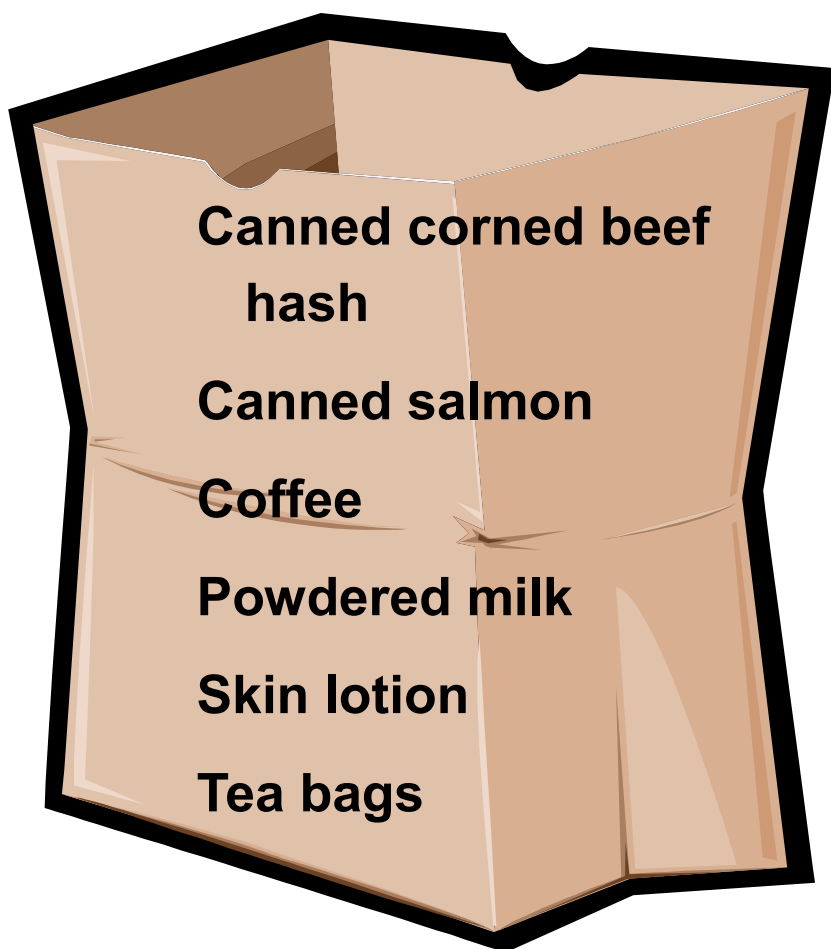 Canned corned beef
hash
Canned salmon
Coffee
Powdered milk
Skin lotion
Tea bags